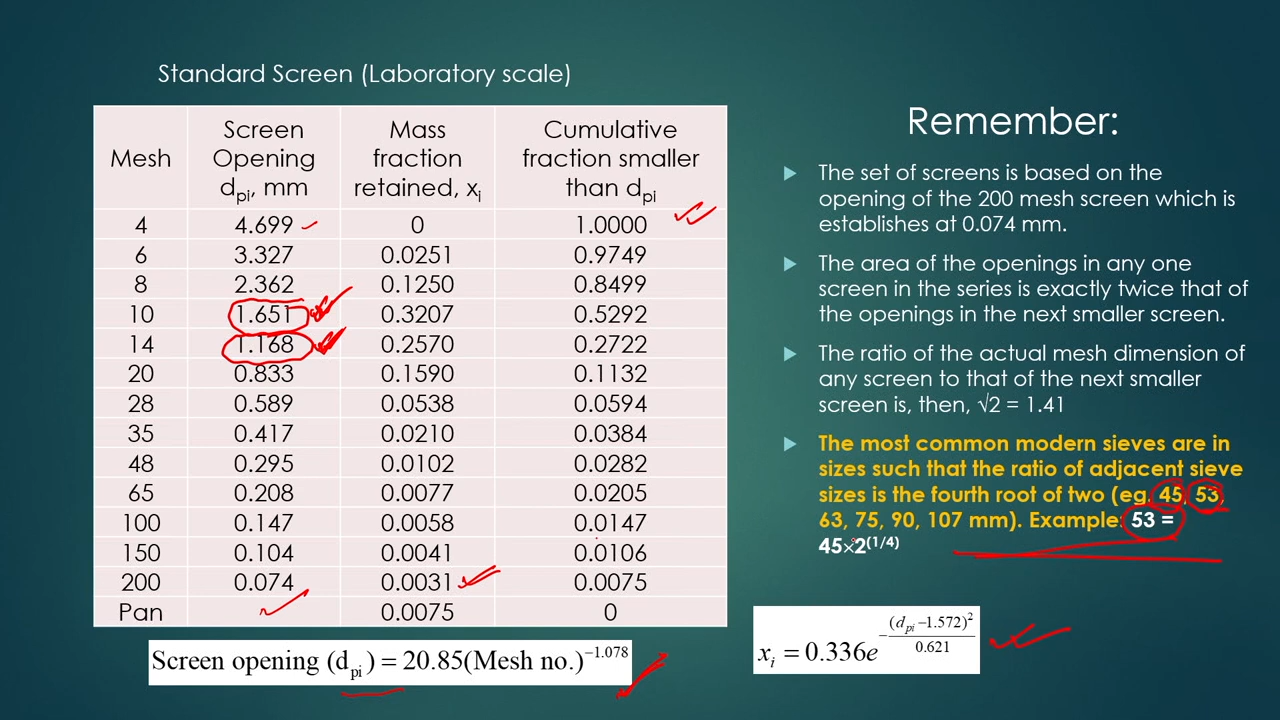 Standard Screen (Laboratory scale)
Mesh Screen Opening dpi, mm Mass fraction retained, xi Cumulative fraction smaller than dpi
4 4.699 0 1.0000
6 3.327 0.0251 0.9749
8 2.362 0.1250 0.8499
10 1.651 0.3207 0.5292
14 1.168 0.2570 0.2722
20 0.833 0.1590 0.1132
28 0.589 0.0538 0.0594
35 0.417 0.0210 0.0384
48 0.295 0.0102 0.0282
65 0.208 0.0077 0.0205
100 0.147 0.0058 0.0147
150 0.104 0.0041 0.0106
200 0.074 0.0031 0.0075
Pan 0.0075 0
Screen opening (dpi) = 20.85(Mesh no.)^−1.078
Remember:
The set of screens is based on the
opening of the 200 mesh screen which is
establishes at 0.074 mm.
The area of the openings in any one
screen in the series is exactly twice that of
the openings in the next smaller screen.
The ratio of the actual mesh dimension of
any screen to that of the next smaller
screen is, then, √2 = 1.41
The most common modern sieves are in
sizes such that the ratio of adjacent sieve
sizes is the fourth root of two (eg. 45, 53,
63, 75, 90, 107 mm). Example: 53 =
45×2^(1/4)
xi = 0.336e^−(dpi −1.572)^2/0.621